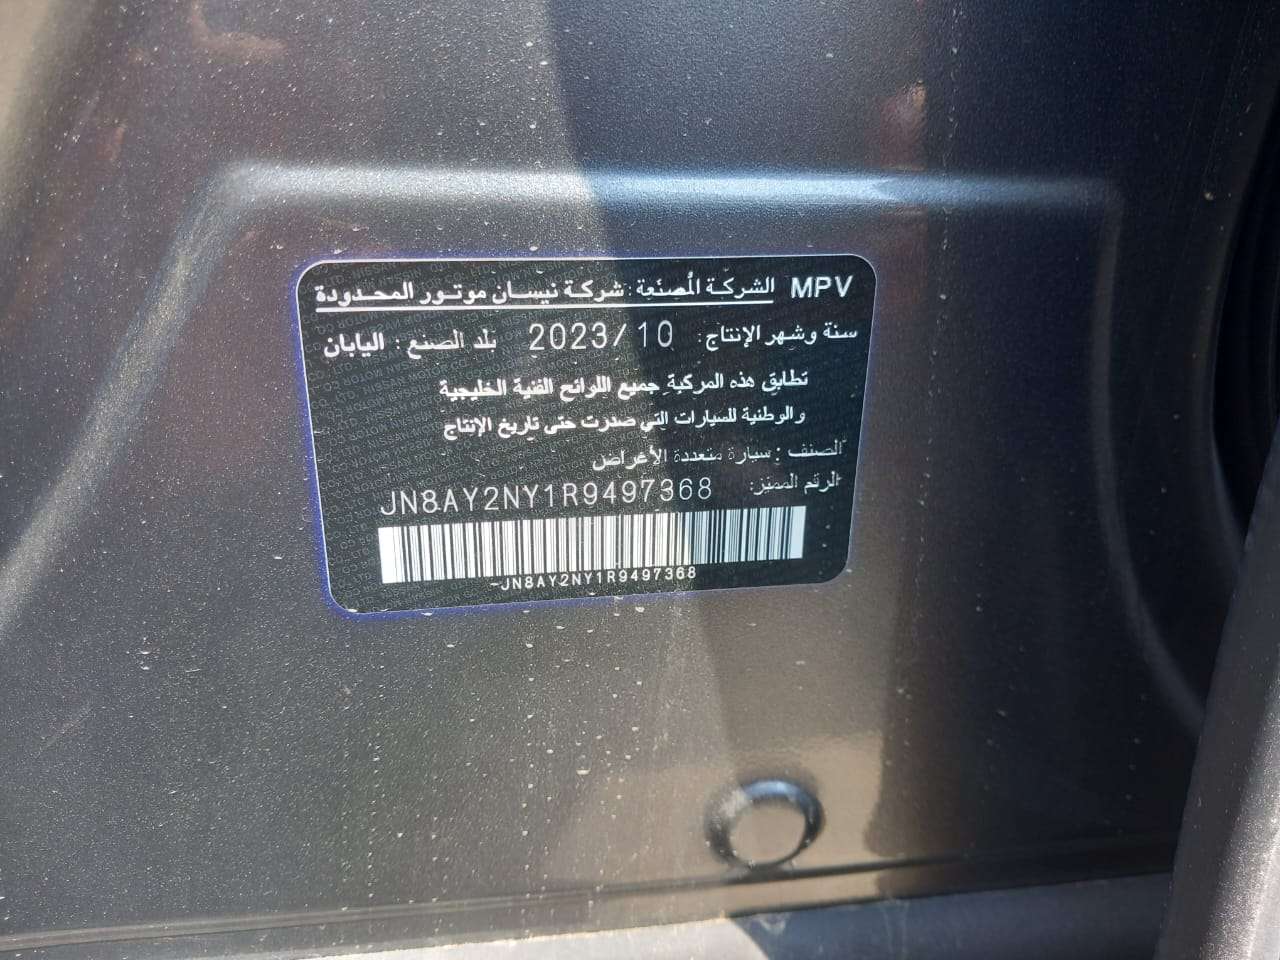 MPV الشركة المُصنّعة : شركة نيسان موتور المحدودة
سنة وشهر الإنتاج: 2023/10 بلد الصنع : اليابان
تطابق هذه المركبة جميع اللوائح الفنية الخليجية
والوطنية للسيارات التي صدرت حتى تاريخ الإنتاج
الصنف : سيارة متعددة الأغراض
الرقم المميز: JN8AY2NY1R9497368
-JN8AY2NY1R9497368